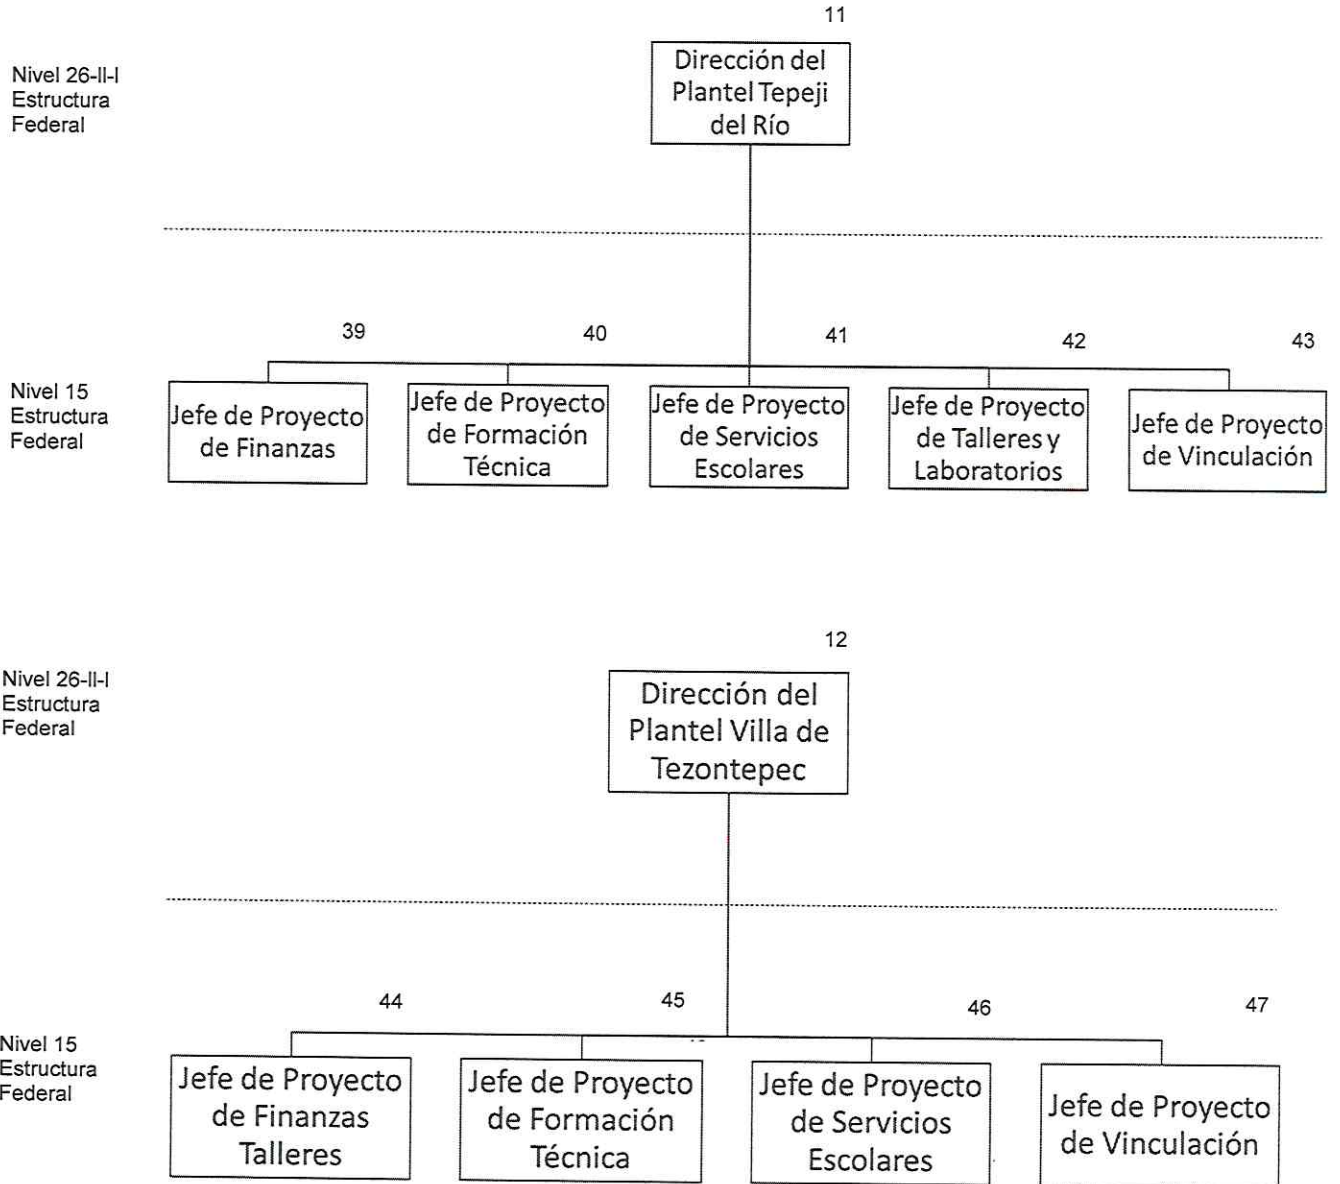 11
Nivel 26-II-I
Estructura
Federal
Dirección del
Plantel Tepeji
del Río
39
40
41
42
43
Nivel 15
Estructura
Federal
Jefe de Proyecto
de Finanzas
Jefe de Proyecto
de Formación
Técnica
Jefe de Proyecto
de Servicios
Escolares
Jefe de Proyecto
de Talleres y
Laboratorios
Jefe de Proyecto
de Vinculación
12
Nivel 26-II-I
Estructura
Federal
Dirección del
Plantel Villa de
Tezontepec
44
45
46
47
Nivel 15
Estructura
Federal
Jefe de Proyecto
de Finanzas
Talleres
Jefe de Proyecto
de Formación
Técnica
Jefe de Proyecto
de Servicios
Escolares
Jefe de Proyecto
de Vinculación